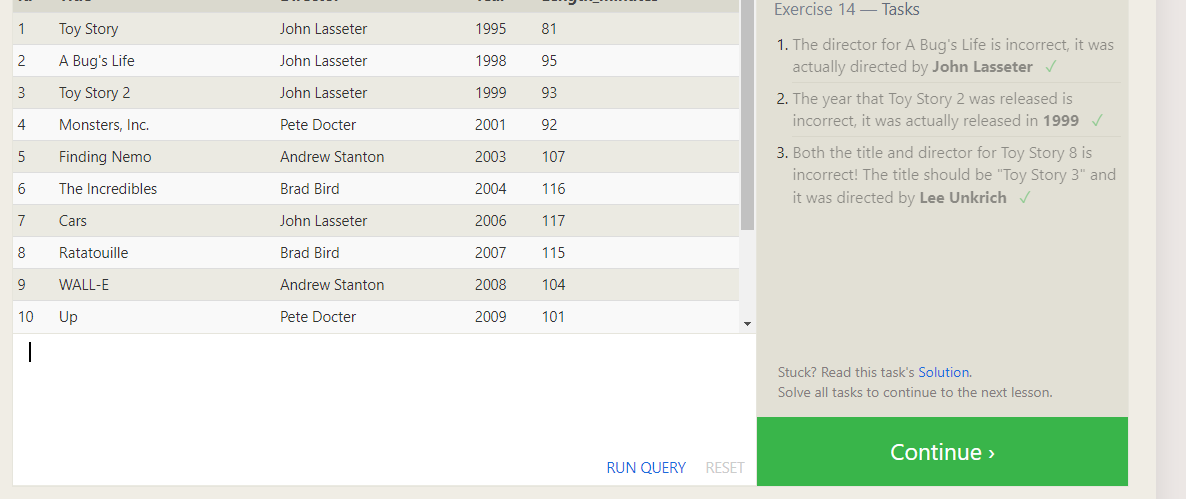 Exercise 14 — Tasks
1 Toy Story John Lasseter 1995 81
2 A Bug's Life John Lasseter 1998 95
3 Toy Story 2 John Lasseter 1999 93
4 Monsters, Inc. Pete Docter 2001 92
5 Finding Nemo Andrew Stanton 2003 107
6 The Incredibles Brad Bird 2004 116
7 Cars John Lasseter 2006 117
8 Ratatouille Brad Bird 2007 115
9 WALL-E Andrew Stanton 2008 104
10 Up Pete Docter 2009 101
RUN QUERY RESET
1. The director for A Bug's Life is incorrect, it was
actually directed by John Lasseter ✓
2. The year that Toy Story 2 was released is
incorrect, it was actually released in 1999 ✓
3. Both the title and director for Toy Story 8 is
incorrect! The title should be "Toy Story 3" and
it was directed by Lee Unkrich ✓
Stuck? Read this task's Solution.
Solve all tasks to continue to the next lesson.
Continue ›